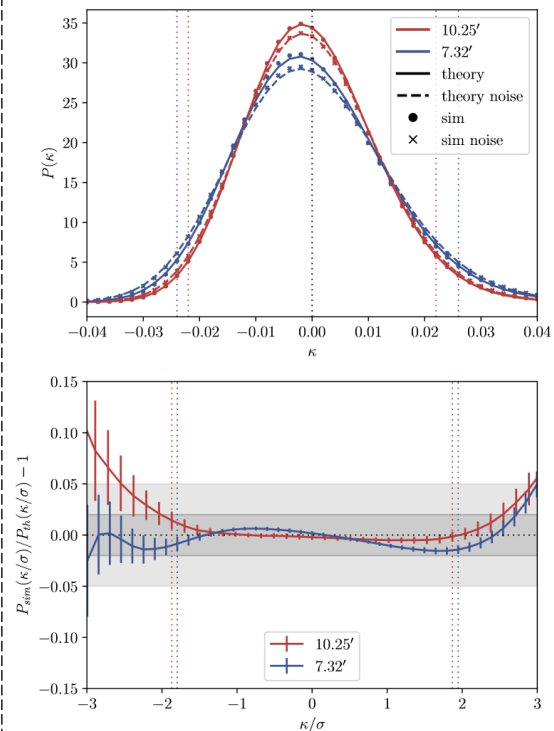 35
30
25
20
15
10
5
0
P(κ)
10.25′
7.32′
theory
theory noise
sim
sim noise
−0.04 −0.03 −0.02 −0.01 0.00 0.01 0.02 0.03 0.04
κ
0.15
0.10
0.05
0.00
−0.05
−0.10
−0.15
P_sim(κ/σ)/P_th(κ/σ) − 1
10.25′
7.32′
−3 −2 −1 0 1 2 3
κ/σ